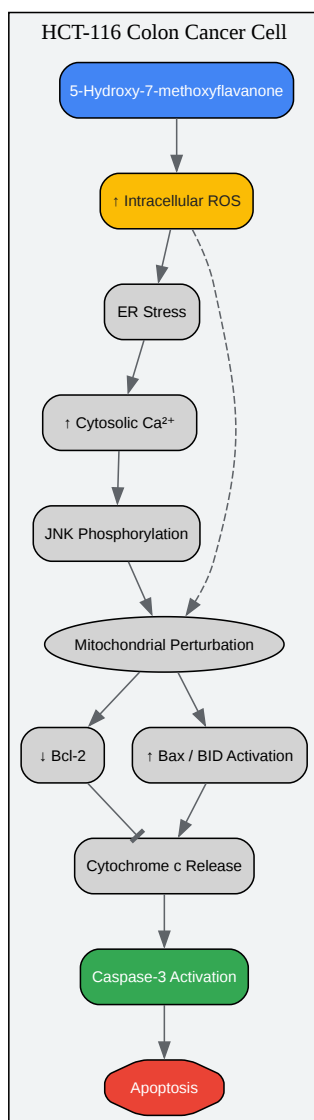 HCT-116 Colon Cancer Cell
5-Hydroxy-7-methoxyflavanone
↑ Intracellular ROS
ER Stress
↑ Cytosolic Ca²⁺
JNK Phosphorylation
Mitochondrial Perturbation
↓ Bcl-2
↑ Bax / BID Activation
Cytochrome c Release
Caspase-3 Activation
Apoptosis